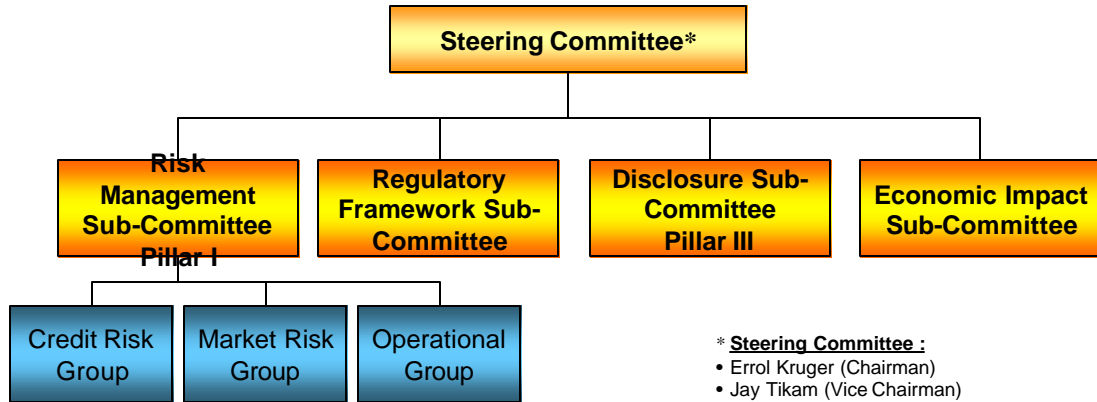 Steering Committee*
Risk
Management
Sub-Committee
Pillar I
Regulatory
Framework Sub-
Committee
Disclosure Sub-
Committee
Pillar III
Economic Impact
Sub-Committee
Credit Risk
Group
Market Risk
Group
Operational
Group
* Steering Committee :
• Errol Kruger (Chairman)
• Jay Tikam (Vice Chairman)